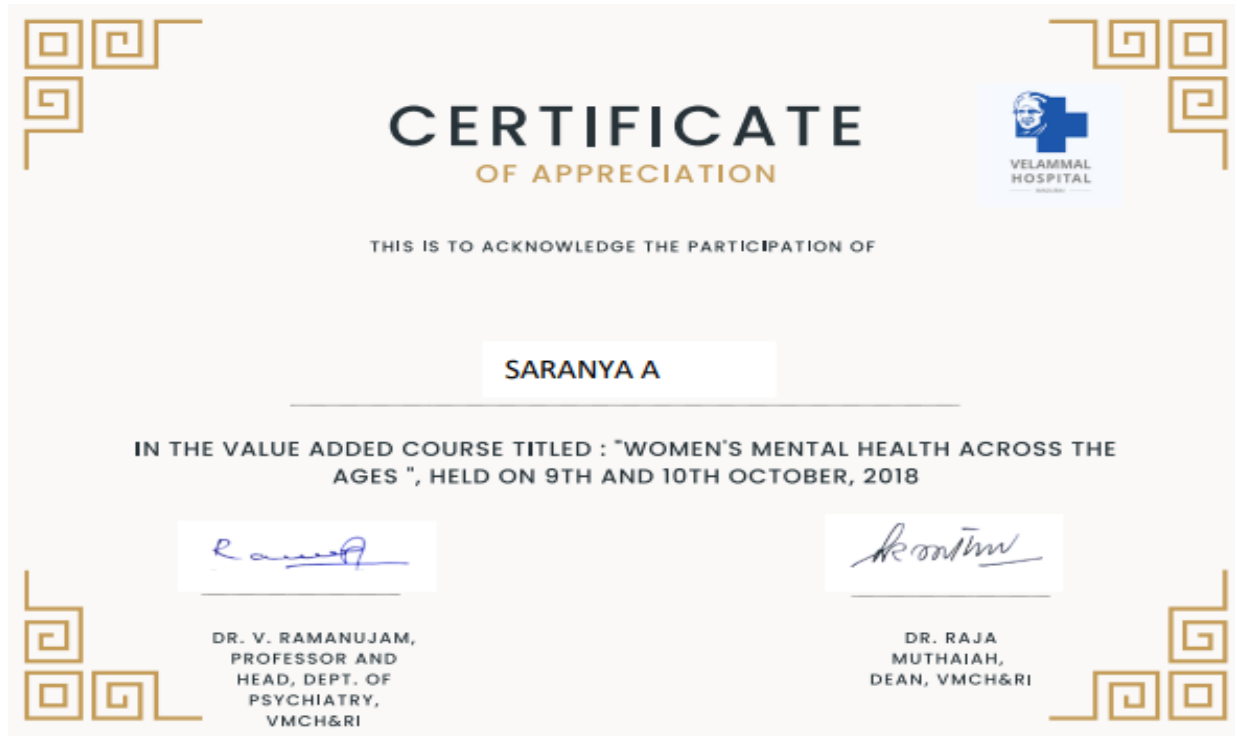 CERTIFICATE
OF APPRECIATION
VELAMMAL
HOSPITAL
MADURAI
THIS IS TO ACKNOWLEDGE THE PARTICIPATION OF
SARANYA A
IN THE VALUE ADDED COURSE TITLED : "WOMEN'S MENTAL HEALTH ACROSS THE
AGES ", HELD ON 9TH AND 10TH OCTOBER, 2018
DR. V. RAMANUJAM,
PROFESSOR AND
HEAD, DEPT. OF
PSYCHIATRY,
VMCH&RI
DR. RAJA
MUTHAIAH,
DEAN, VMCH&RI